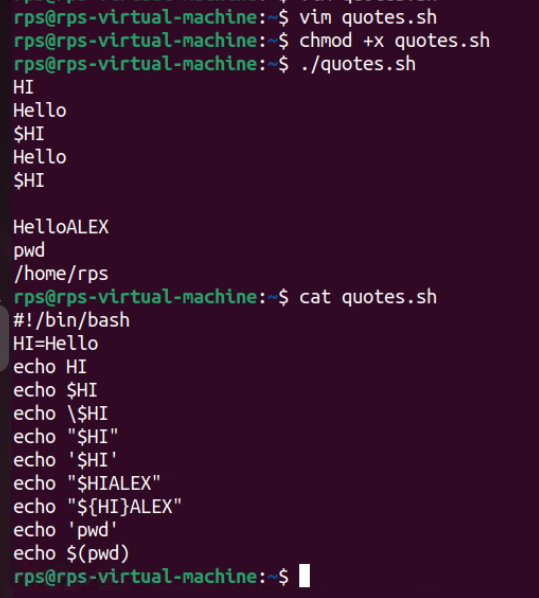 rps@rps-virtual-machine:~$ vim quotes.sh
rps@rps-virtual-machine:~$ chmod +x quotes.sh
rps@rps-virtual-machine:~$ ./quotes.sh
HI
Hello
$HI
Hello
$HI

HelloALEX
pwd
/home/rps
rps@rps-virtual-machine:~$ cat quotes.sh
#!/bin/bash
HI=Hello
echo HI
echo $HI
echo \$HI
echo "$HI"
echo '$HI'
echo "$HIALEX"
echo "${HI}ALEX"
echo 'pwd'
echo $(pwd)
rps@rps-virtual-machine:~$